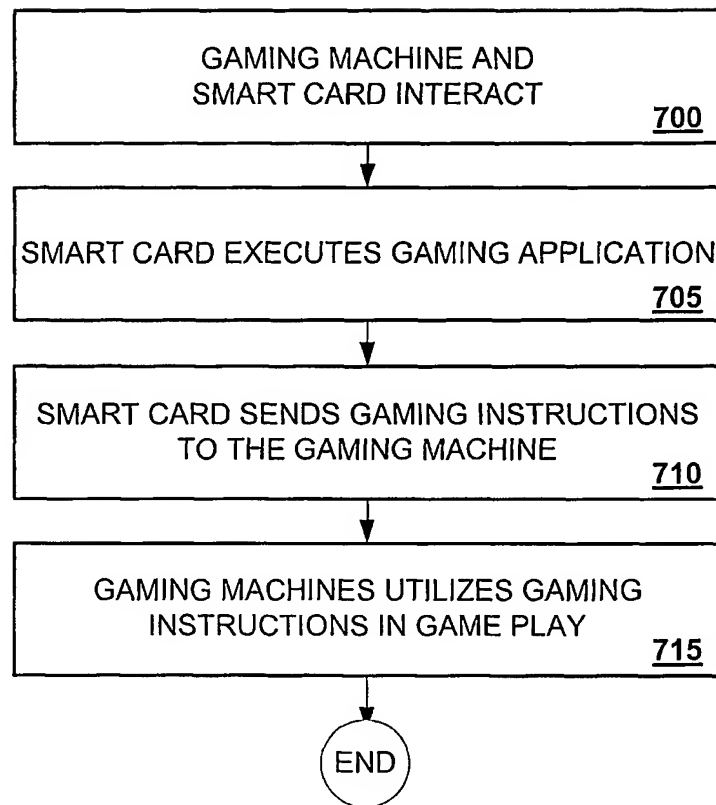 GAMING MACHINE AND
SMART CARD INTERACT
700
SMART CARD EXECUTES GAMING APPLICATION
705
SMART CARD SENDS GAMING INSTRUCTIONS
TO THE GAMING MACHINE
710
GAMING MACHINES UTILIZES GAMING
INSTRUCTIONS IN GAME PLAY
715
END